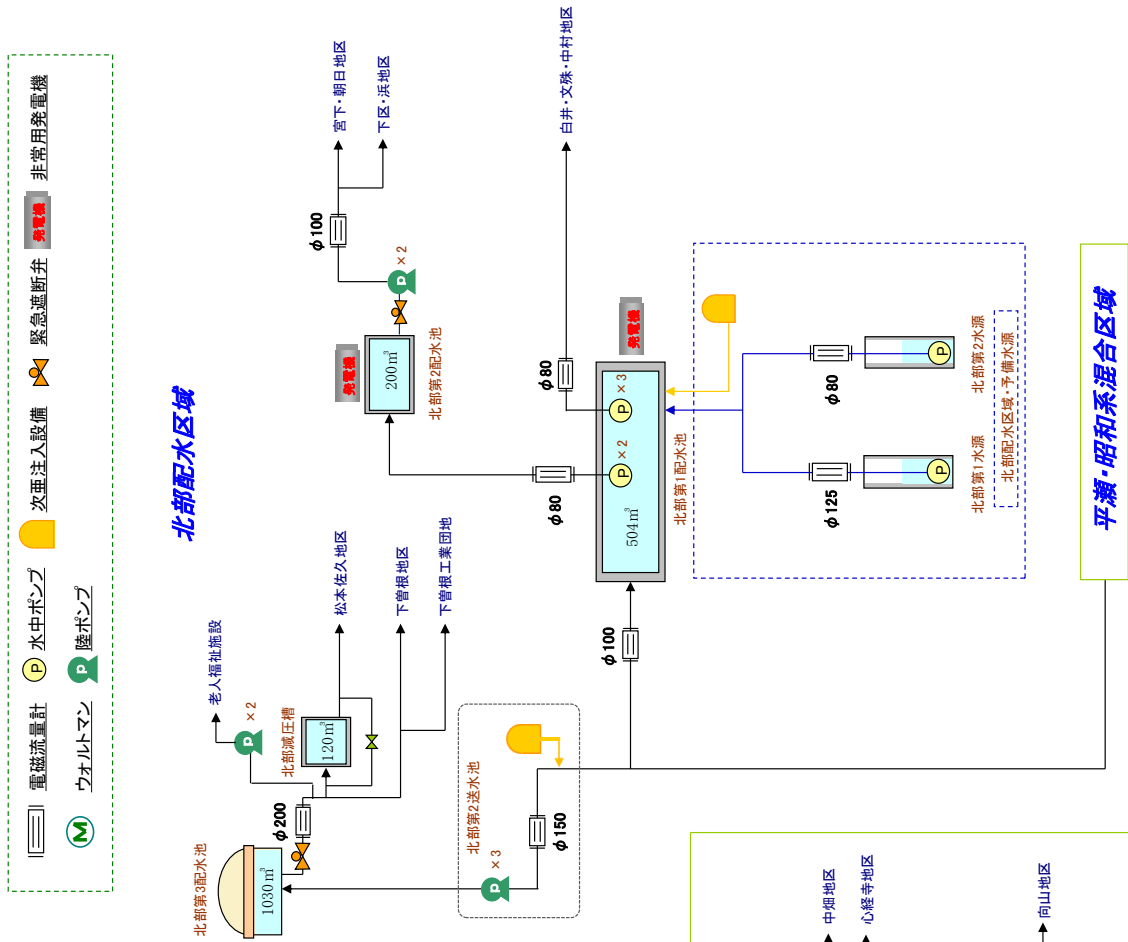 電磁流量計
水中ポンプ
次亜注入設備
緊急遮断弁
発電機
非常用発電機
M
ウォルトマン
P
陸ポンプ
北部配水区域
宮下・朝日地区
下区・浜地区
φ100
P
×2
発電機
200m³
北部第2配水池
φ80
白井・文殊・中村地区
φ80
発電機
P
×3
P
×2
504m³
北部第1配水池
φ100
φ80
P
北部第2水源
φ125
P
北部第1水源
北部配水区域・予備水源
平瀬・昭和系混合区域
老人福祉施設
P
×2
松本佐久地区
北部減圧槽
120m³
下曽根地区
下曽根工業団地
φ200
北部第3配水池
1030m³
北部第2送水池
P
×3
φ150
中畑地区
心経寺地区
向山地区